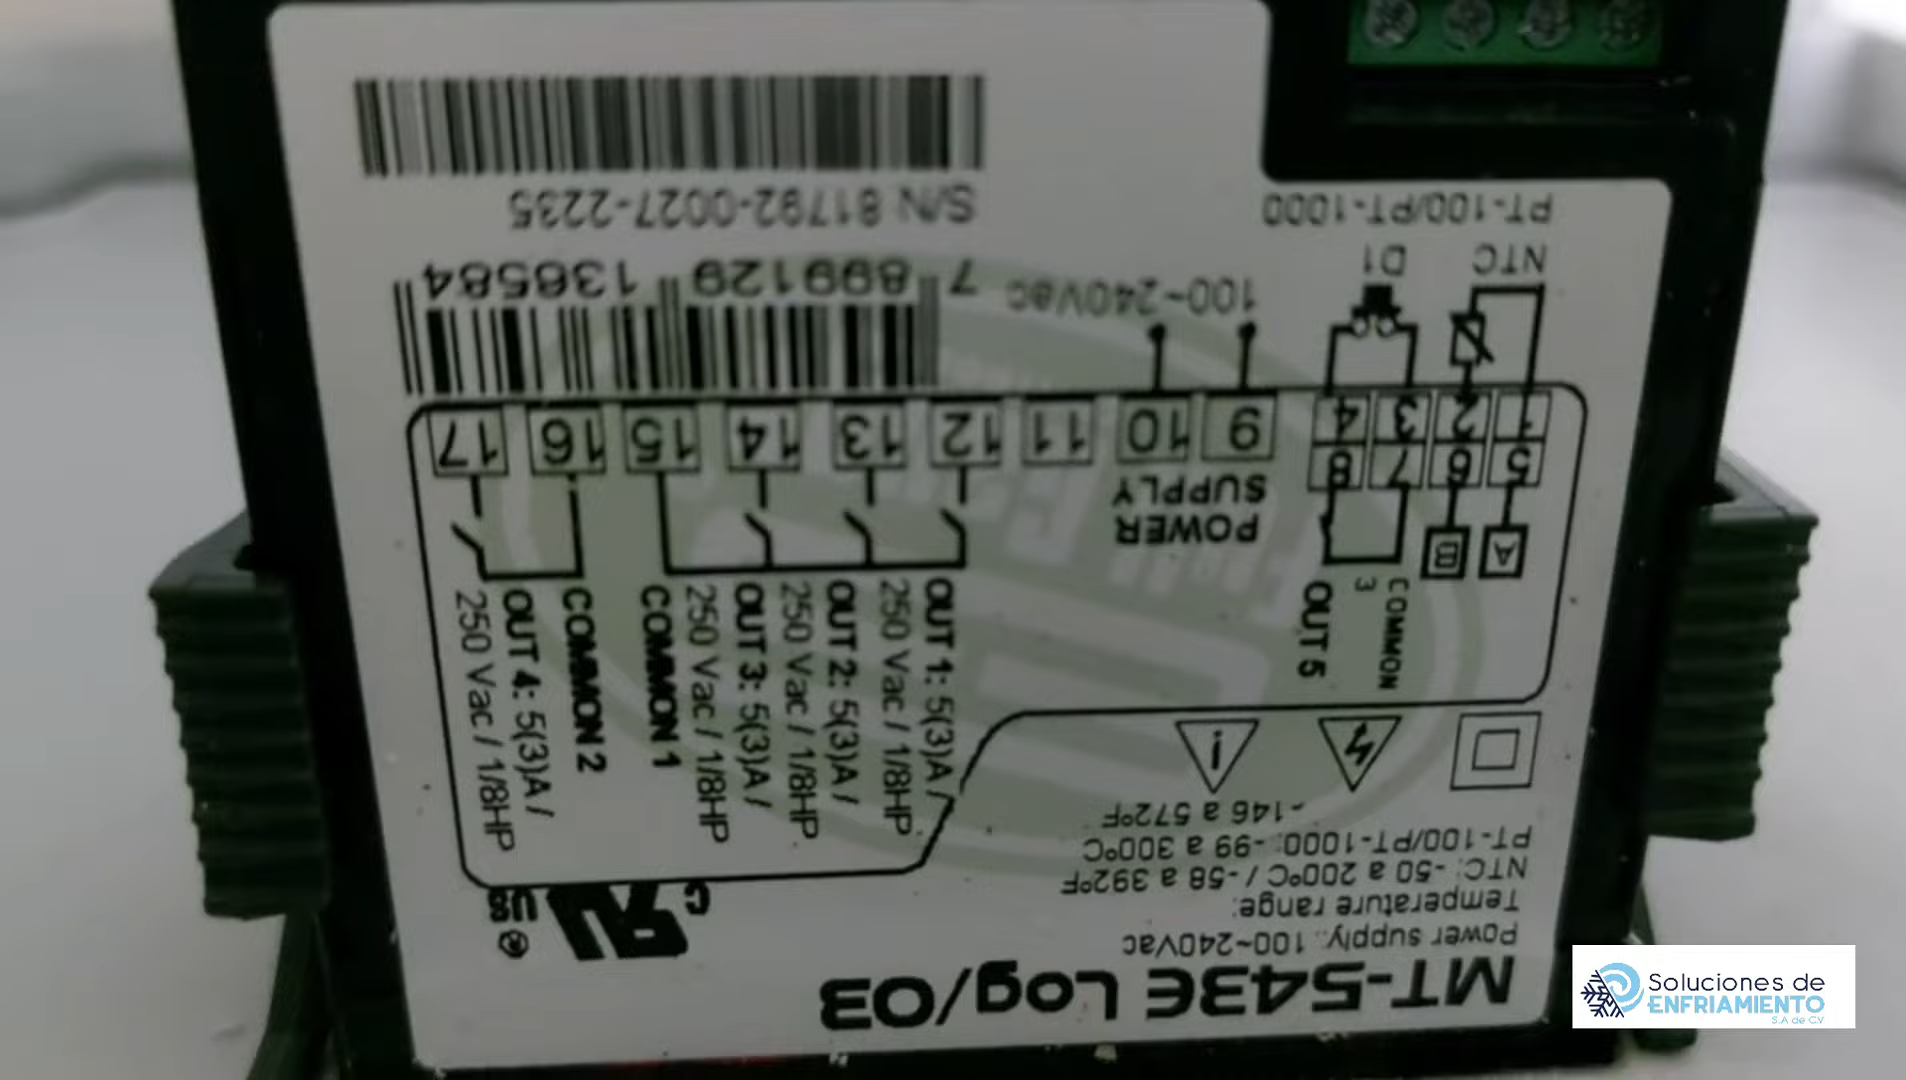 MT-543E Log/03
Power supply: 100~240Vac
Temperature range:
NTC: -50 a 200ºC / -58 a 392ºF
PT-100/PT-1000: -99 a 300ºC
-146 a 572ºF
C UR US
COMMON 3
OUT 5
OUT 1: 5(3)A /
250 Vac / 1/8HP
OUT 2: 5(3)A /
250 Vac / 1/8HP
OUT 3: 5(3)A /
250 Vac / 1/8HP
COMMON 1
COMMON 2
OUT 4: 5(3)A /
250 Vac / 1/8HP
A B
POWER
SUPPLY
5 6 7 8
1 2 3 4 9 10 11 12 13 14 15 16 17
NTC D1
100~240Vac
PT-100/PT-1000
7 899129 136584
S/N 81792-0027-2235
Soluciones de
ENFRIAMIENTO
S.A de C.V